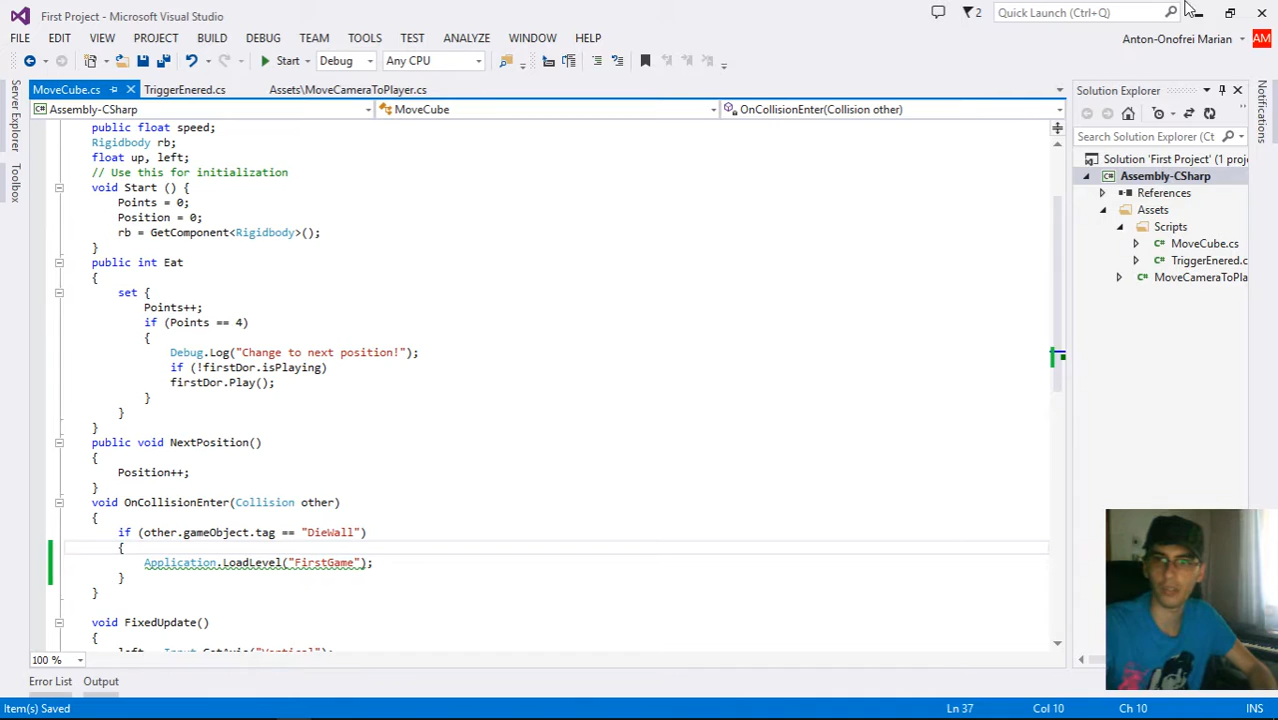 First Project - Microsoft Visual Studio
2
Quick Launch (Ctrl+Q)
FILE EDIT VIEW PROJECT BUILD DEBUG TEAM TOOLS TEST ANALYZE WINDOW HELP
Anton-Onofrei Marian AM
Start Debug Any CPU
Server Explorer
Toolbox
MoveCube.cs TriggerEnered.cs Assets\MoveCameraToPlayer.cs
Assembly-CSharp MoveCube OnCollisionEnter(Collision other)
public float speed;
Rigidbody rb;
float up, left;
// Use this for initialization
void Start () {
Points = 0;
Position = 0;
rb = GetComponent<Rigidbody>();
}
public int Eat
{
set {
Points++;
if (Points == 4)
{
Debug.Log("Change to next position!");
if (!firstDor.isPlaying)
firstDor.Play();
}
}
}
public void NextPosition()
{
Position++;
}
void OnCollisionEnter(Collision other)
{
if (other.gameObject.tag == "DieWall")
{
Application.LoadLevel("FirstGame");
}
}
void FixedUpdate()
{
left = Input.GetAxis("Vertical");
100 %
Solution Explorer
Search Solution Explorer (Ct
Solution 'First Project' (1 proje
Assembly-CSharp
References
Assets
Scripts
MoveCube.cs
TriggerEnered.c
MoveCameraToPla
Notifications
Error List Output
Item(s) Saved Ln 37 Col 10 Ch 10 INS